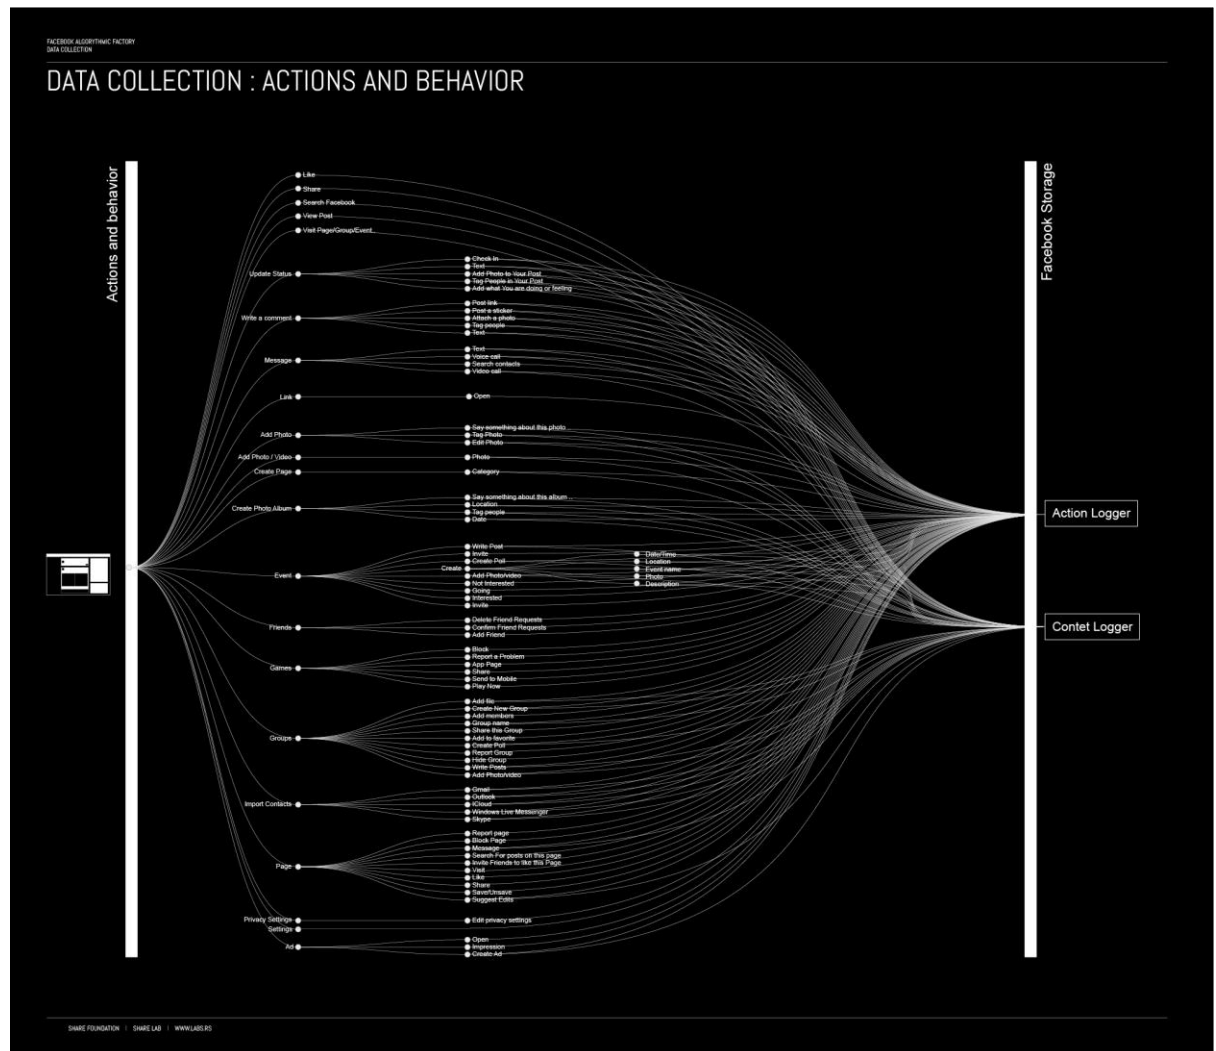 FACEBOOK ALGORYTHMIC FACTORY
DATA COLLECTION
DATA COLLECTION : ACTIONS AND BEHAVIOR
Actions and behavior
Facebook Storage
Like
Share
Search Facebook
View Post
Visit Page/Group/Event
Update Status
Check In
Text
Add Photo to Your Post
Tag People in Your Post
Add what You are doing or feeling
Write a comment
Post link
Post a sticker
Attach a photo
Tag people
Text
Message
Text
Voice call
Search contacts
Video call
Link
Open
Add Photo
Say something about this photo
Tag Photo
Edit Photo
Add Photo / Video
Photo
Create Page
Category
Create Photo Album
Say something about this album
Location
Tag people
Date
Action Logger
Event
Write Post
Invite
Create Poll
Create
Date/Time
Location
Event name
Photo
Description
Add Photo/video
Not Interested
Going
Interested
Invite
Friends
Delete Friend Requests
Confirm Friend Requests
Add Friend
Contet Logger
Games
Block
Report a Problem
App Page
Share
Send to Mobile
Play Now
Groups
Add file
Create New Group
Add members
Group name
Share this Group
Add to favorite
Create Poll
Report Group
Hide Group
Write Posts
Add Photo/video
Import Contacts
Gmail
Outlook
iCloud
Windows Live Messenger
Skype
Page
Report page
Block Page
Message
Search For posts on this page
Invite Friends to like this Page
Visit
Like
Share
Save/Unsave
Suggest Edits
Privacy Settings
Edit privacy settings
Settings
Ad
Open
Impression
Create Ad
SHARE FOUNDATION | SHARE LAB | WWW.LABS.RS